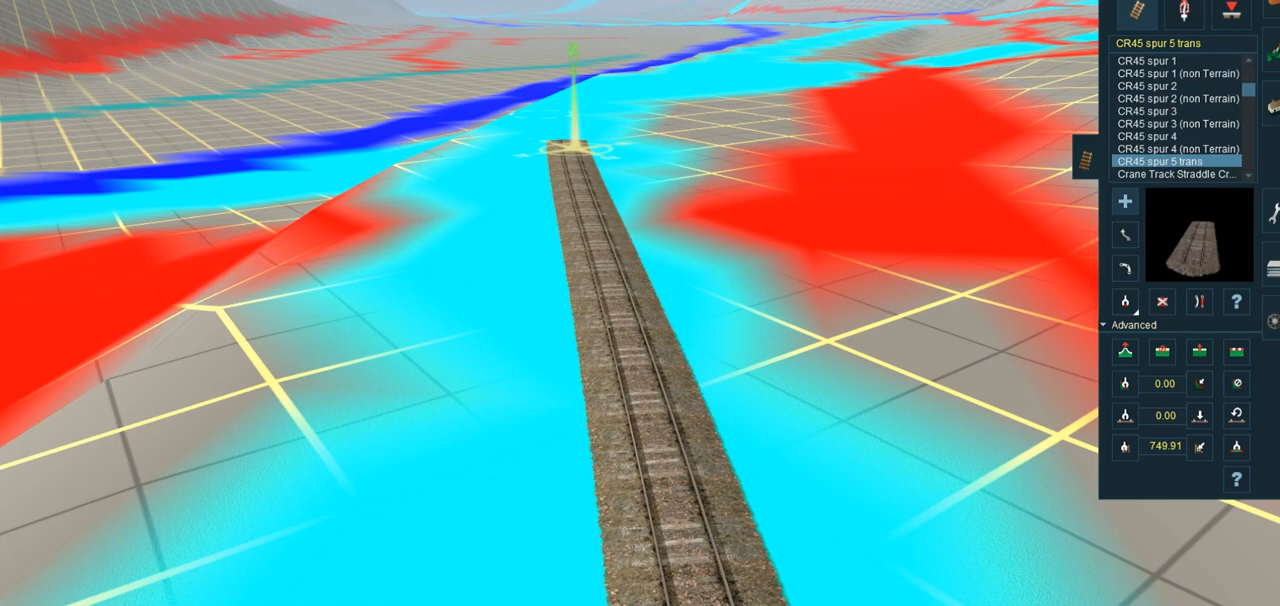 CR45 spur 5 trans
CR45 spur 1
CR45 spur 1 (non Terrain)
CR45 spur 2
CR45 spur 2 (non Terrain)
CR45 spur 3
CR45 spur 3 (non Terrain)
CR45 spur 4
CR45 spur 4 (non Terrain)
CR45 spur 5 trans
Crane Track Straddle Cr...
?
Advanced
0.00
0.00
749.91
?